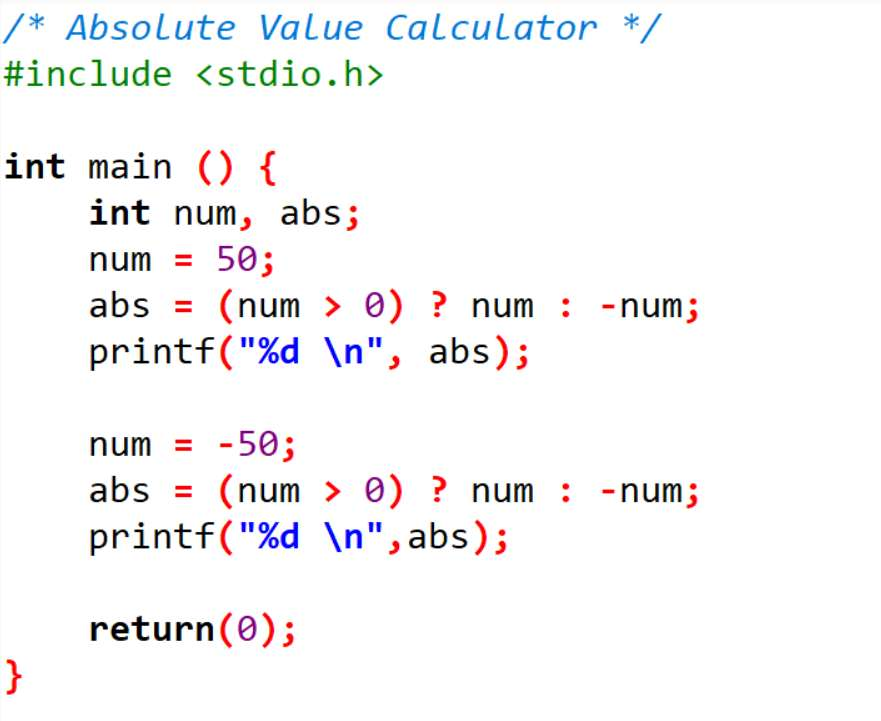 /* Absolute Value Calculator */
#include <stdio.h>
int main () {
    int num, abs;
    num = 50;
    abs = (num > 0) ? num : -num;
    printf("%d \n", abs);
    num = -50;
    abs = (num > 0) ? num : -num;
    printf("%d \n",abs);
    return(0);
}